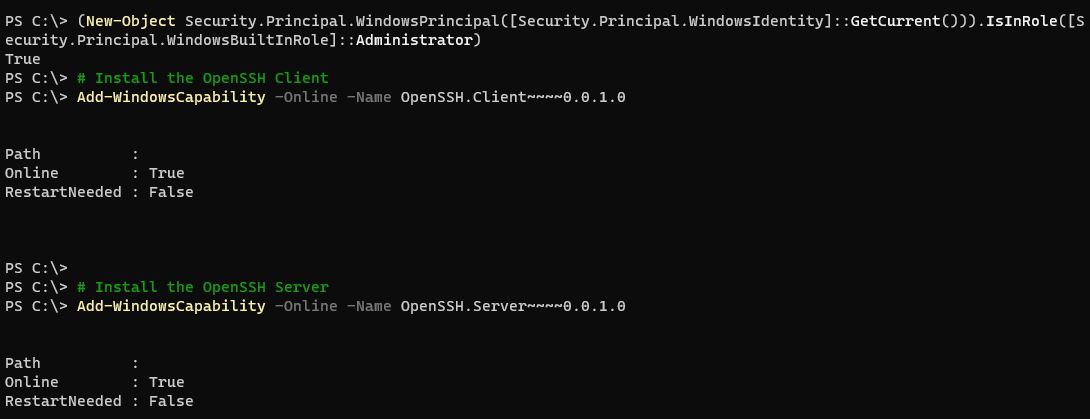 PS C:\> (New-Object Security.Principal.WindowsPrincipal([Security.Principal.WindowsIdentity]::GetCurrent())).IsInRole([S
ecurity.Principal.WindowsBuiltInRole]::Administrator)
True
PS C:\> # Install the OpenSSH Client
PS C:\> Add-WindowsCapability -Online -Name OpenSSH.Client~~~~0.0.1.0
Path          :
Online        : True
RestartNeeded : False
PS C:\>
PS C:\> # Install the OpenSSH Server
PS C:\> Add-WindowsCapability -Online -Name OpenSSH.Server~~~~0.0.1.0
Path          :
Online        : True
RestartNeeded : False